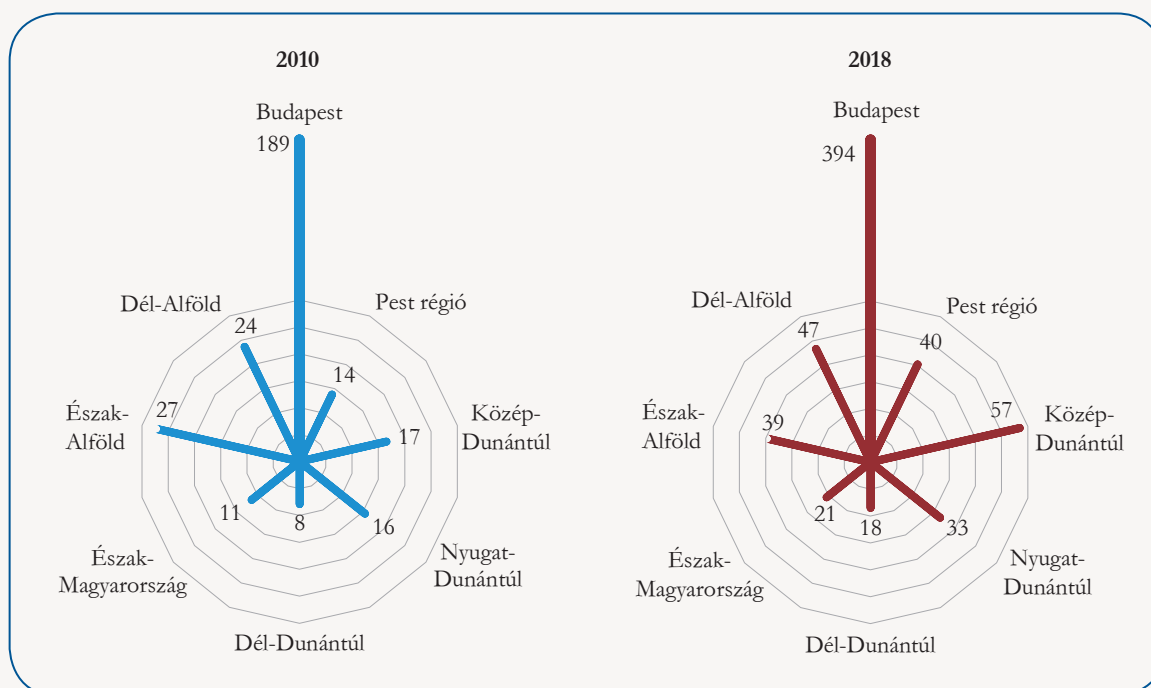 2010
Budapest
189
Dél-Alföld
24
Pest régió
14
Észak-
Alföld
27
Közép-
Dunántúl
17
11
8
16
Észak-
Magyarország
Nyugat-
Dunántúl
Dél-Dunántúl
2018
Budapest
394
Dél-Alföld
47
Pest régió
40
Észak-
Alföld
39
Közép-
Dunántúl
57
21
18
33
Észak-
Magyarország
Nyugat-
Dunántúl
Dél-Dunántúl